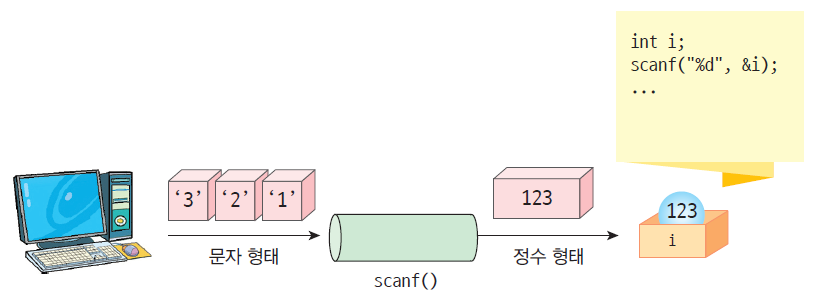 int i;
scanf("%d", &i);
...
‘3’ ‘2’ ‘1’
123
123
i
문자 형태
정수 형태
scanf()